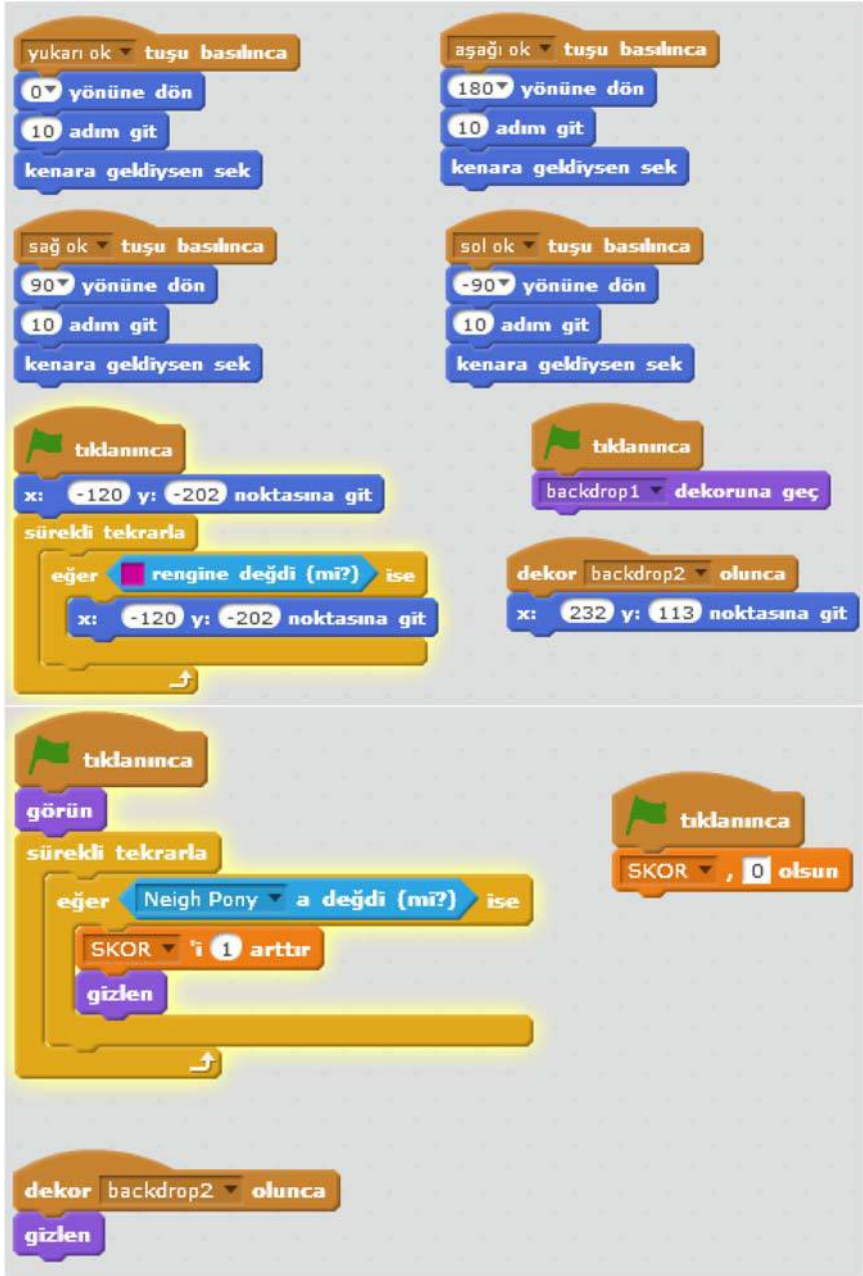 yukarı ok tuşu basılınca
0 yönüne dön
10 adım git
kenara geldiysen sek
aşağı ok tuşu basılınca
180 yönüne dön
10 adım git
kenara geldiysen sek
sağ ok tuşu basılınca
90 yönüne dön
10 adım git
kenara geldiysen sek
sol ok tuşu basılınca
-90 yönüne dön
10 adım git
kenara geldiysen sek
tıklanınca
x: -120 y: -202 noktasına git
sürekli tekrarla
eğer rengine değdi (mi?) ise
x: -120 y: -202 noktasına git
tıklanınca
backdrop1 dekoruna geç
dekor backdrop2 olunca
x: 232 y: 113 noktasına git
tıklanınca
görün
sürekli tekrarla
eğer Neigh Pony a değdi (mi?) ise
SKOR 'i 1 arttır
gizlen
tıklanınca
SKOR , 0 olsun
dekor backdrop2 olunca
gizlen